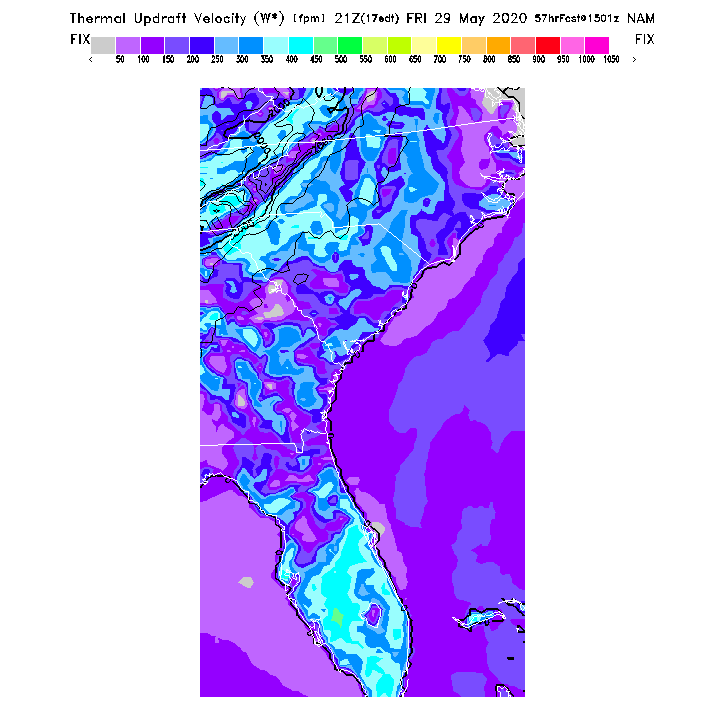 Thermal Updraft Velocity (W*) [fpm] 21Z(17edt) FRI 29 May 2020 57hrFcst@1501z NAM
FIX FIX
< 50 100 150 200 250 300 350 400 450 500 550 600 650 700 750 800 850 900 950 1000 1050 >